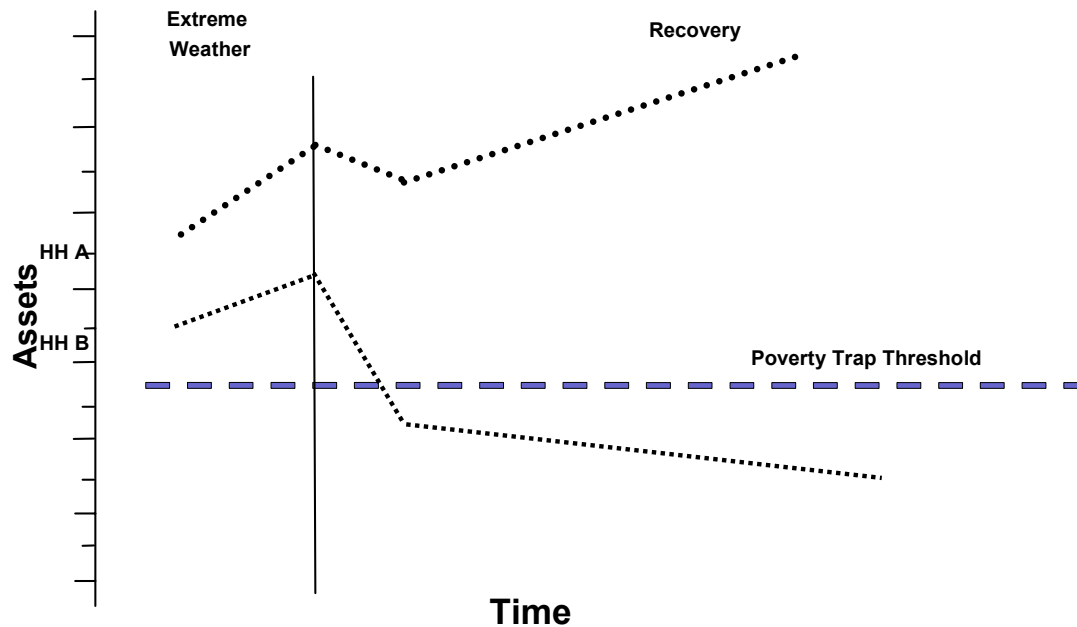 Extreme
Weather
Recovery
HH A
Assets
HH B
Poverty Trap Threshold
Time